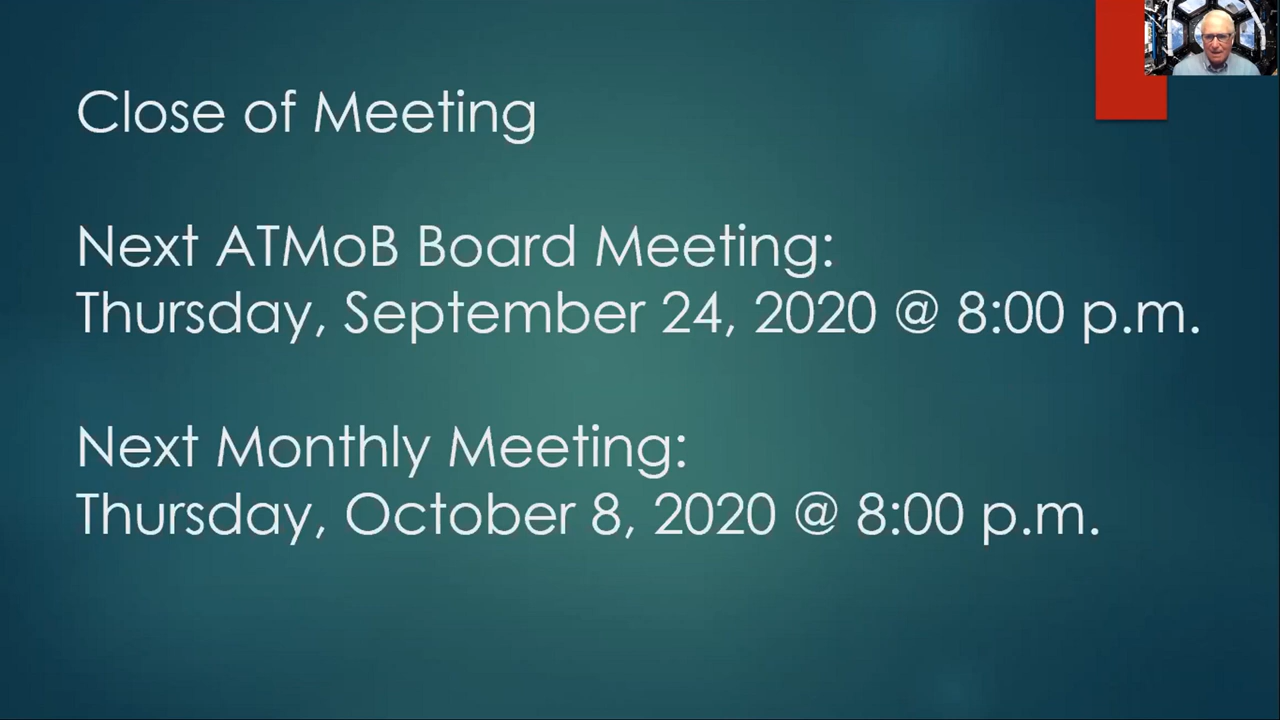 Close of Meeting
Next ATMoB Board Meeting:
Thursday, September 24, 2020 @ 8:00 p.m.
Next Monthly Meeting:
Thursday, October 8, 2020 @ 8:00 p.m.